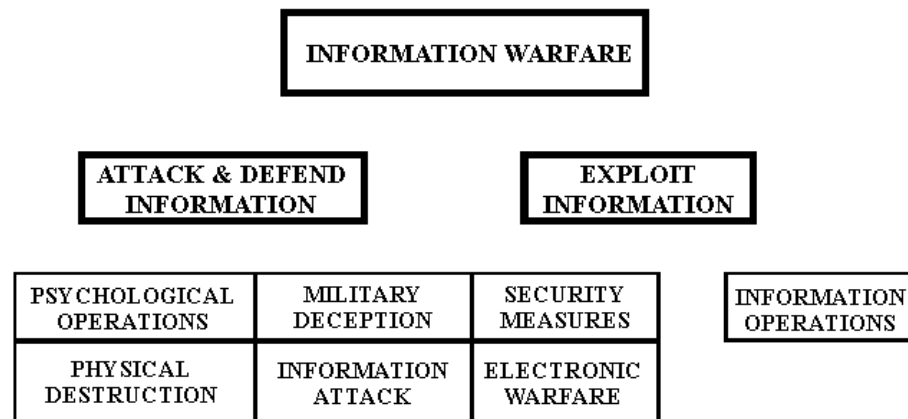 INFORMATION WARFARE
ATTACK & DEFEND
INFORMATION
EXPLOIT
INFORMATION
PSYCHOLOGICAL
OPERATIONS
MILITARY
DECEPTION
SECURITY
MEASURES
INFORMATION
OPERATIONS
PHYSICAL
DESTRUCTION
INFORMATION
ATTACK
ELECTRONIC
WARFARE